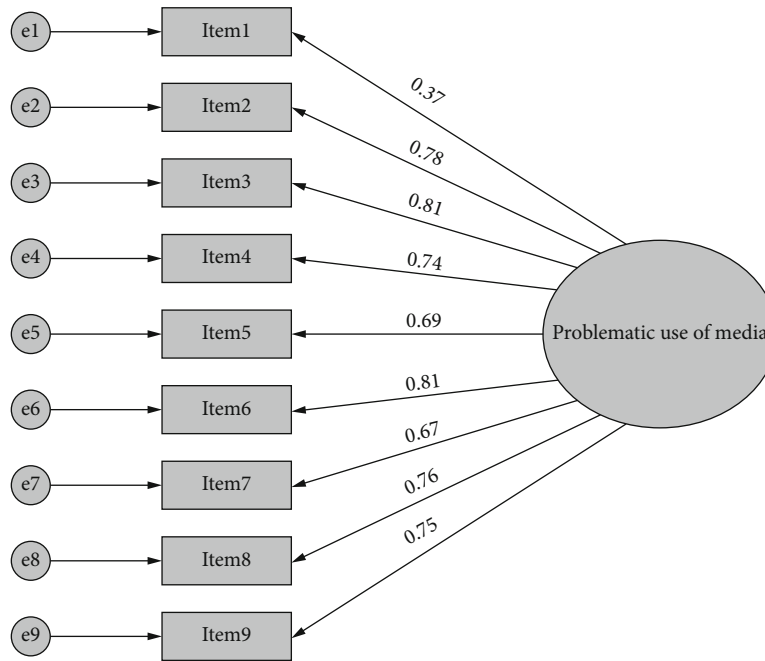 e1 Item1
0.37
e2 Item2
0.78
e3 Item3
0.81
e4 Item4
0.74
e5 Item5
0.69
Problematic use of media
e6 Item6
0.81
e7 Item7
0.67
e8 Item8
0.76
e9 Item9
0.75